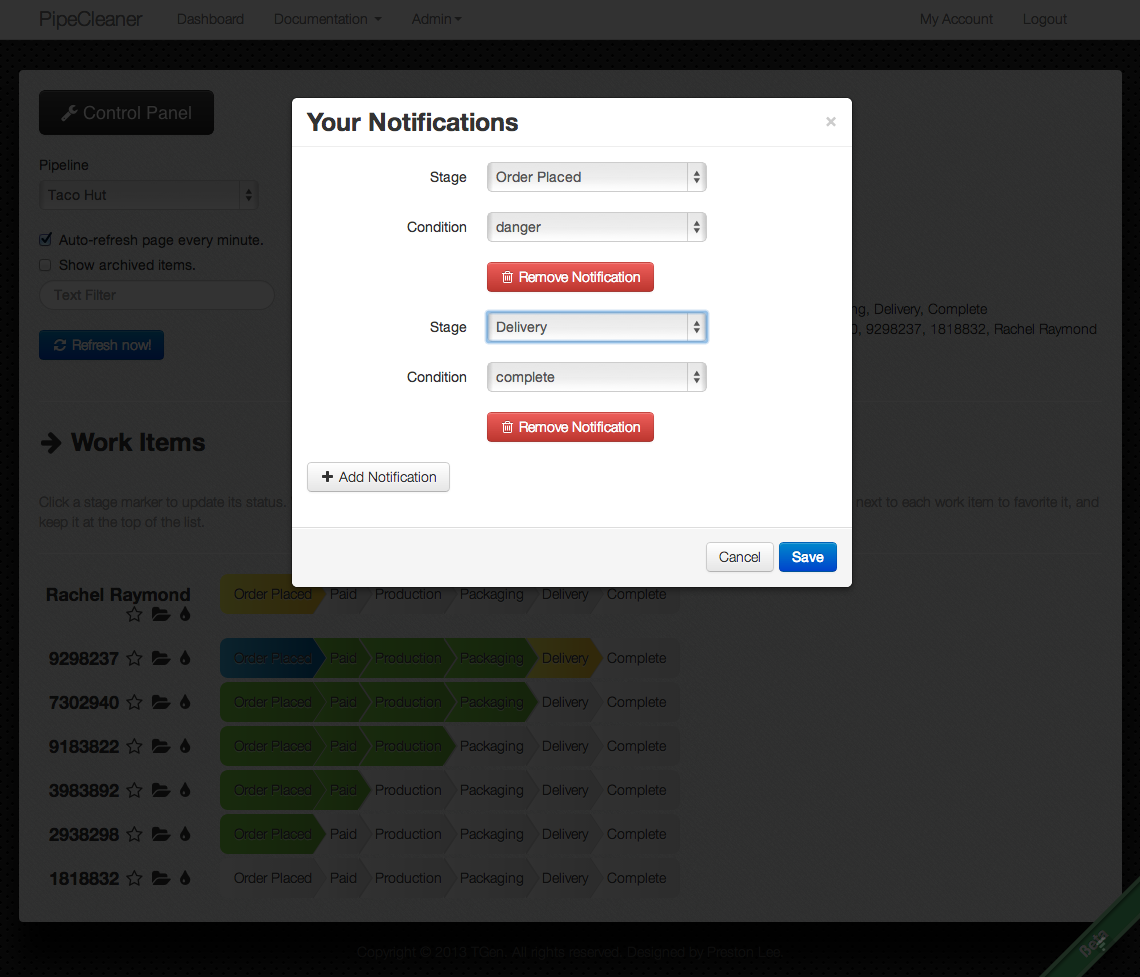 PipeCleaner Dashboard Documentation Admin My Account Logout
Control Panel
Pipeline
Taco Hut
Auto-refresh page every minute.
Show archived items.
Text Filter
Refresh now!
Your Notifications ×
Stage Order Placed
Condition danger
Remove Notification
Stage Delivery
Condition complete
Remove Notification
Add Notification
Cancel Save
Delivery, Complete
9298237, 1818832, Rachel Raymond
Work Items
Click a stage marker to update its status. next to each work item to favorite it, and
keep it at the top of the list.
Rachel Raymond Order Placed Paid Production Packaging Delivery Complete
9298237 Order Placed Paid Production Packaging Delivery Complete
7302940 Order Placed Paid Production Packaging Delivery Complete
9183822 Order Placed Paid Production Packaging Delivery Complete
3983892 Order Placed Paid Production Packaging Delivery Complete
2938298 Order Placed Paid Production Packaging Delivery Complete
1818832 Order Placed Paid Production Packaging Delivery Complete
Copyright © 2013 TGen. All rights reserved. Designed by Preston Lee.
Beta